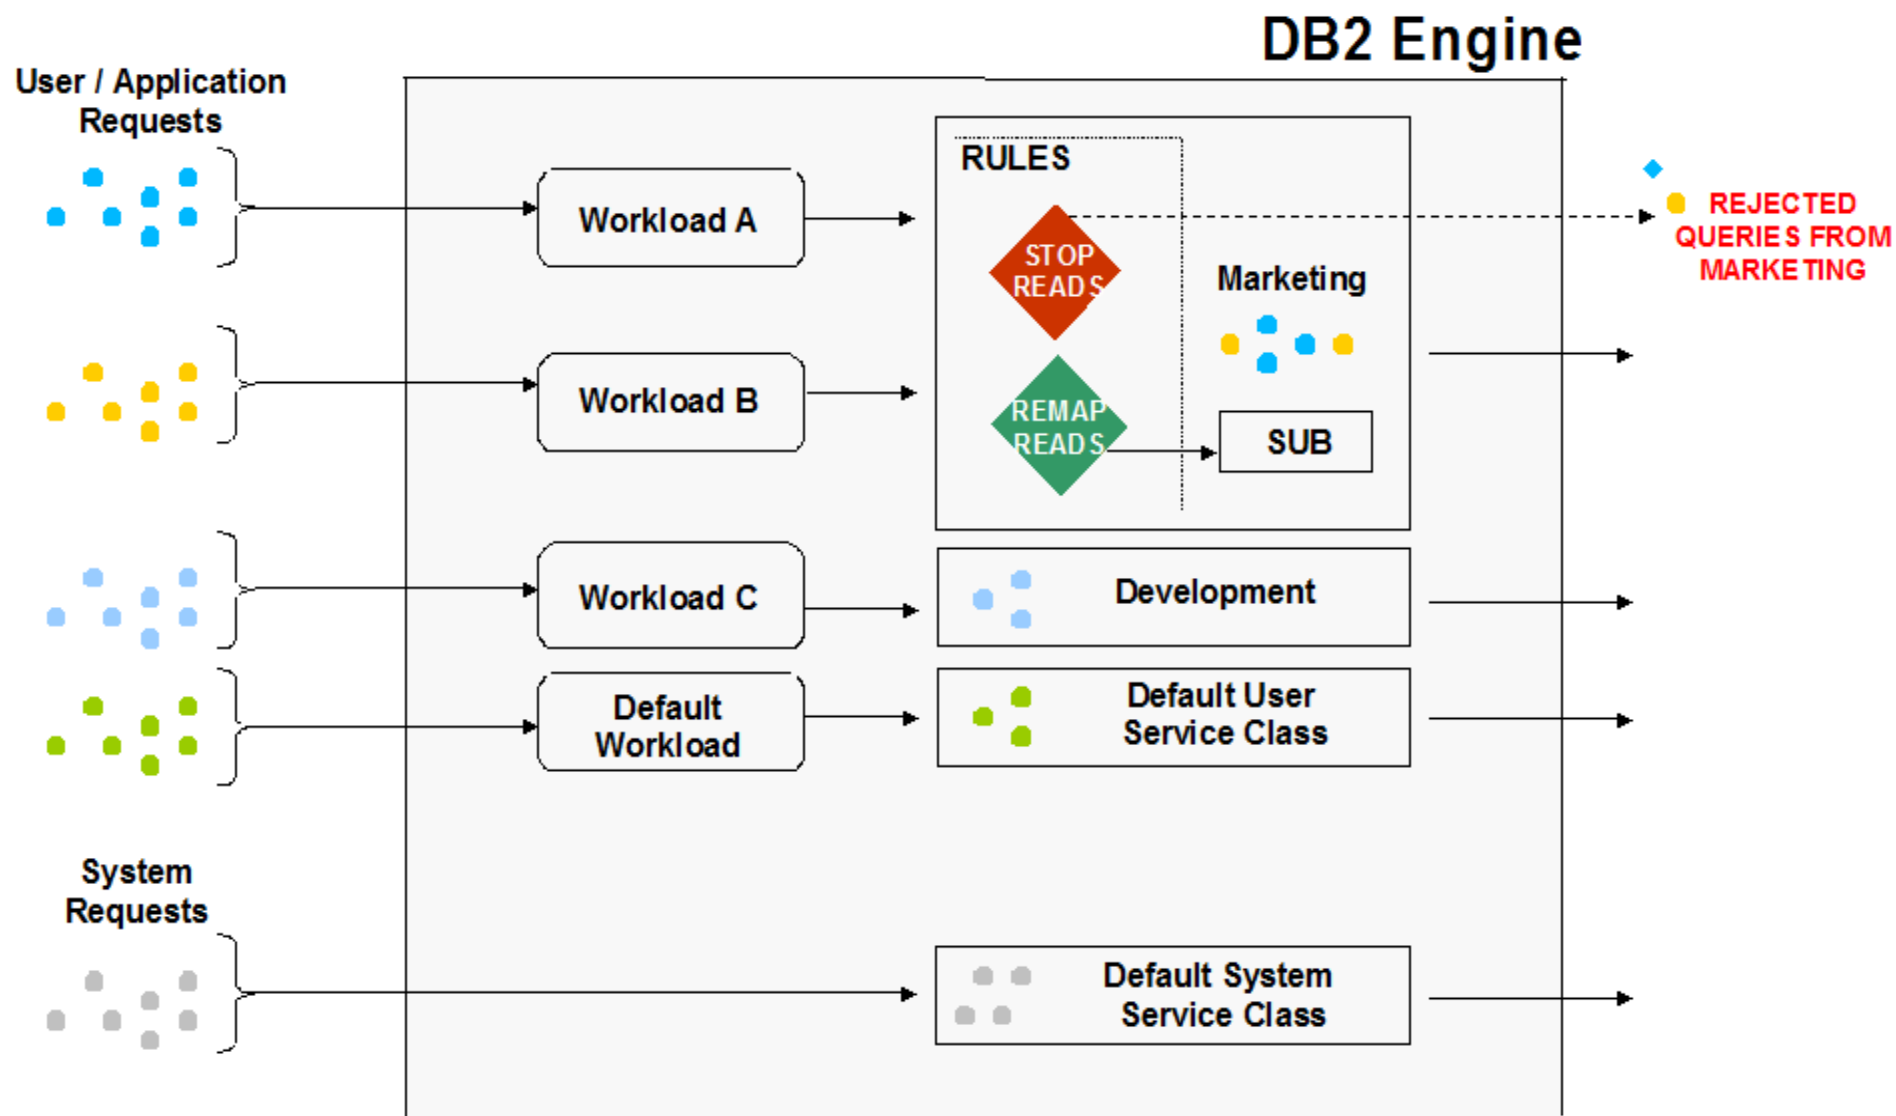 DB2 Engine
User / Application
Requests
RULES
Workload A
STOP
READS
Marketing
REJECTED
QUERIES FROM
MARKETING
Workload B
REMAP
READS
SUB
Workload C
Development
Default
Workload
Default User
Service Class
System
Requests
Default System
Service Class